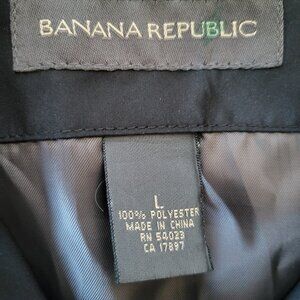 BANANA REPUBLIC
L
100% POLYESTER
MADE IN CHINA
RN 54023
CA 17897